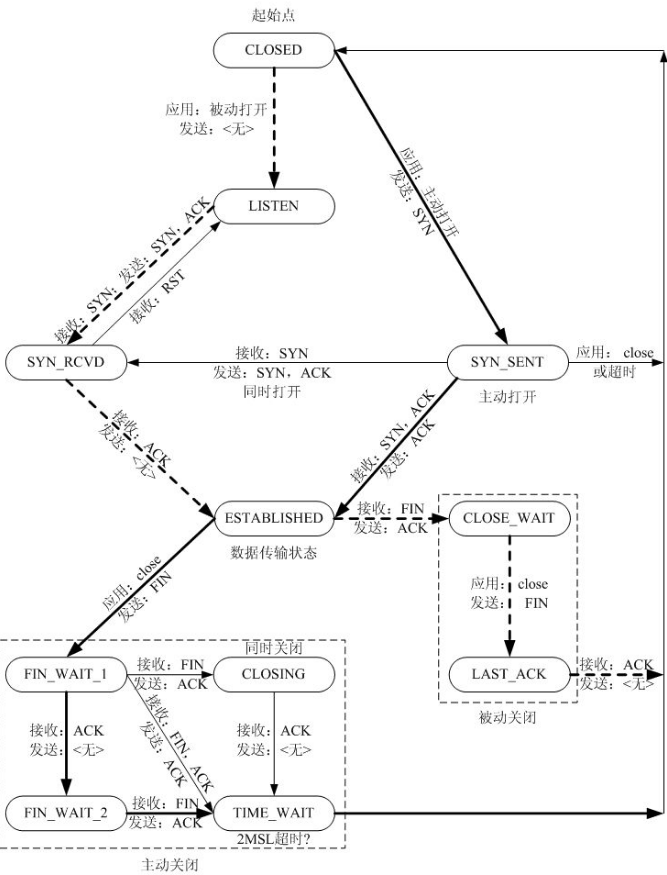 起始点
CLOSED
应用：被动打开
发送：<无>
应用：主动打开
发送：SYN
LISTEN
接收：SYN；发送：SYN，ACK
接收：RST
SYN_RCVD
接收：SYN
发送：SYN，ACK
同时打开
SYN_SENT
主动打开
应用： close
或超时
接收：ACK
发送：<无>
接收：SYN，ACK
发送：ACK
ESTABLISHED
数据传输状态
接收：FIN
发送：ACK
CLOSE_WAIT
应用：close
发送：FIN
应用： close
发送： FIN
同时关闭
FIN_WAIT_1
接收：FIN
发送：ACK
CLOSING
LAST_ACK
接收：ACK
发送：<无>
被动关闭
接收：ACK
发送：<无>
接收：FIN，ACK
发送：ACK
接收：ACK
发送：<无>
FIN_WAIT_2
接收：FIN
发送：ACK
TIME_WAIT
2MSL超时？
主动关闭